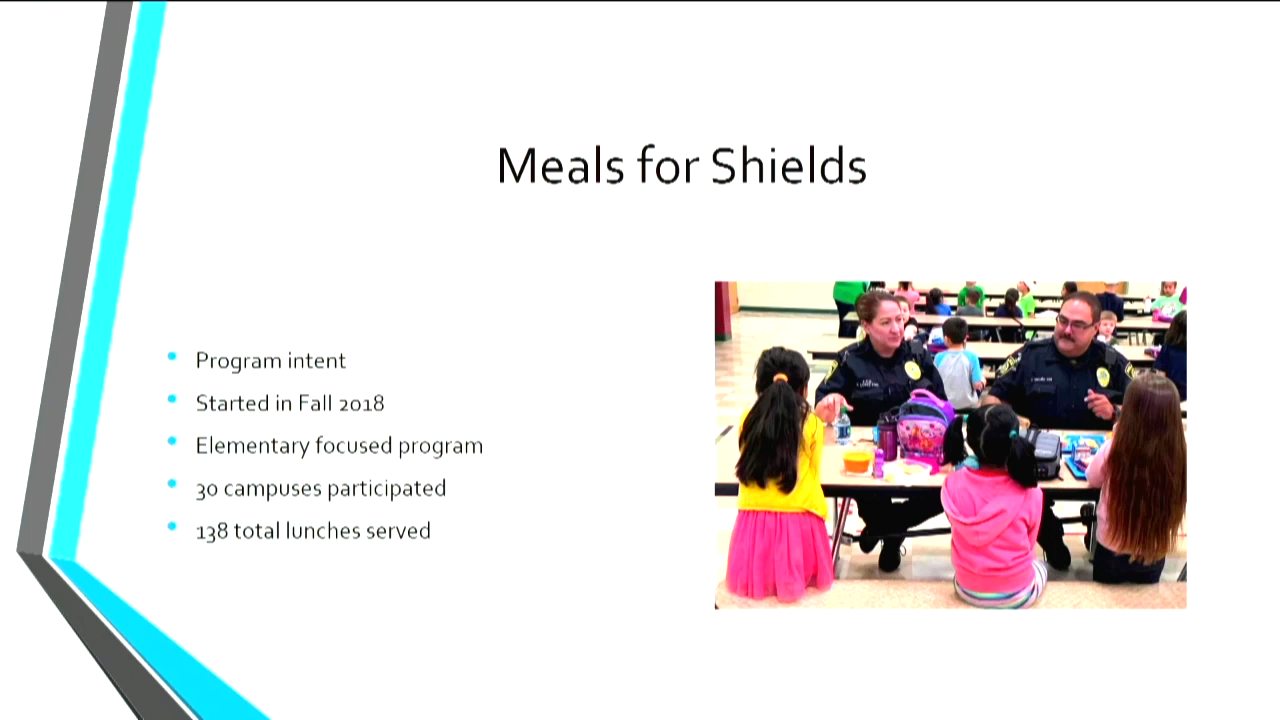 Meals for Shields
Program intent
Started in Fall 2018
Elementary focused program
30 campuses participated
138 total lunches served